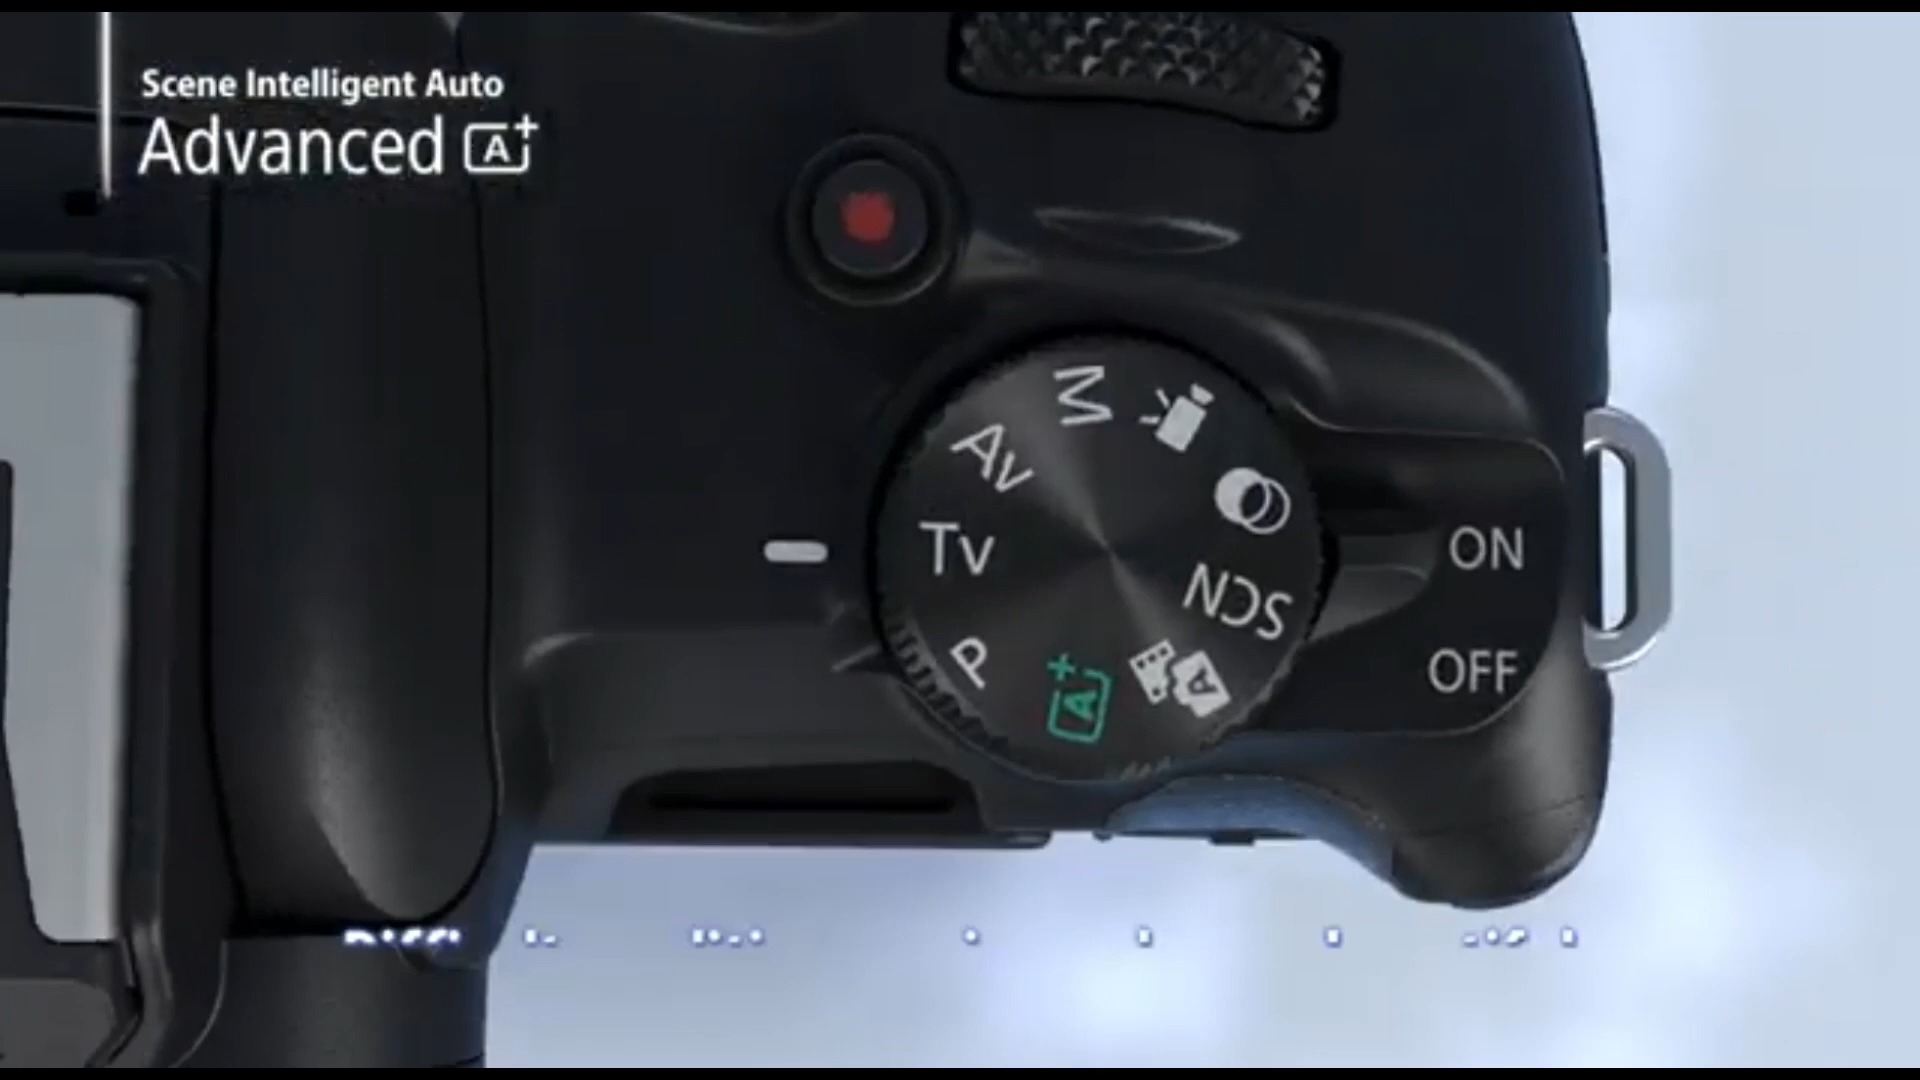 Scene Intelligent Auto
Advanced A+
M
Av
Tv
P
A+
A
SCN
ON
OFF